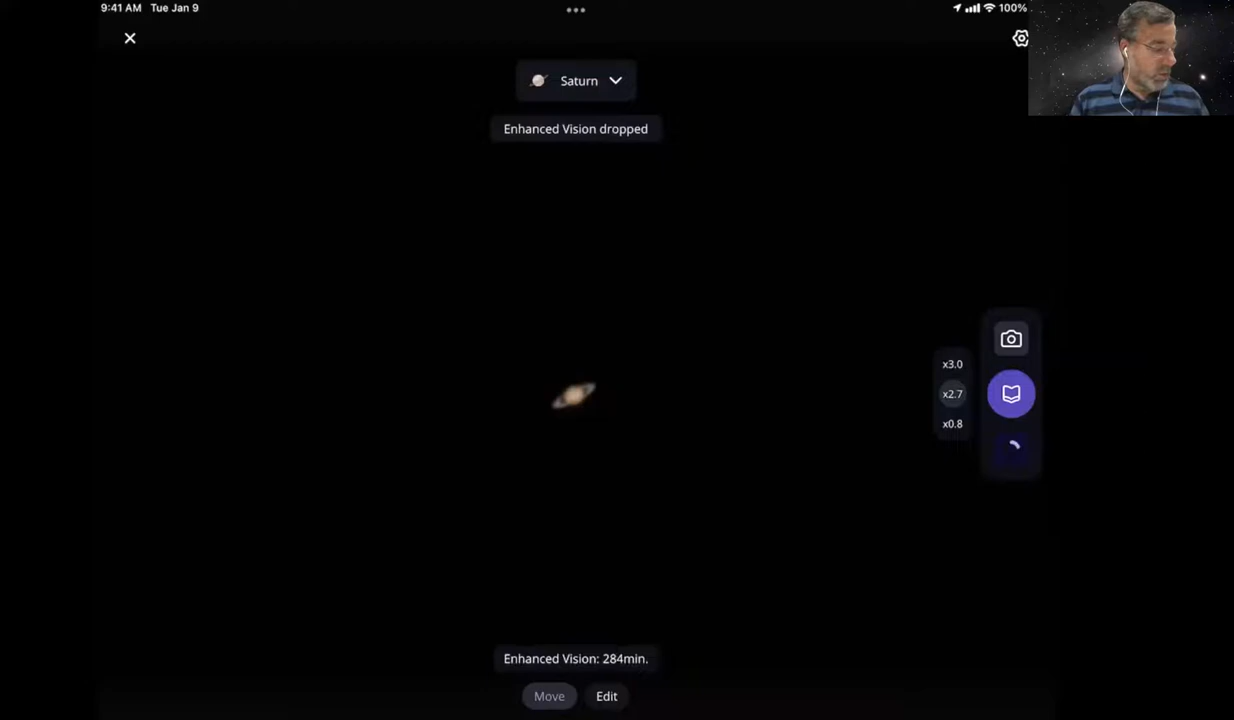 9:41 AM Tue Jan 9
100%
Saturn
Enhanced Vision dropped
x3.0
x2.7
x0.8
Enhanced Vision: 284min.
Move
Edit